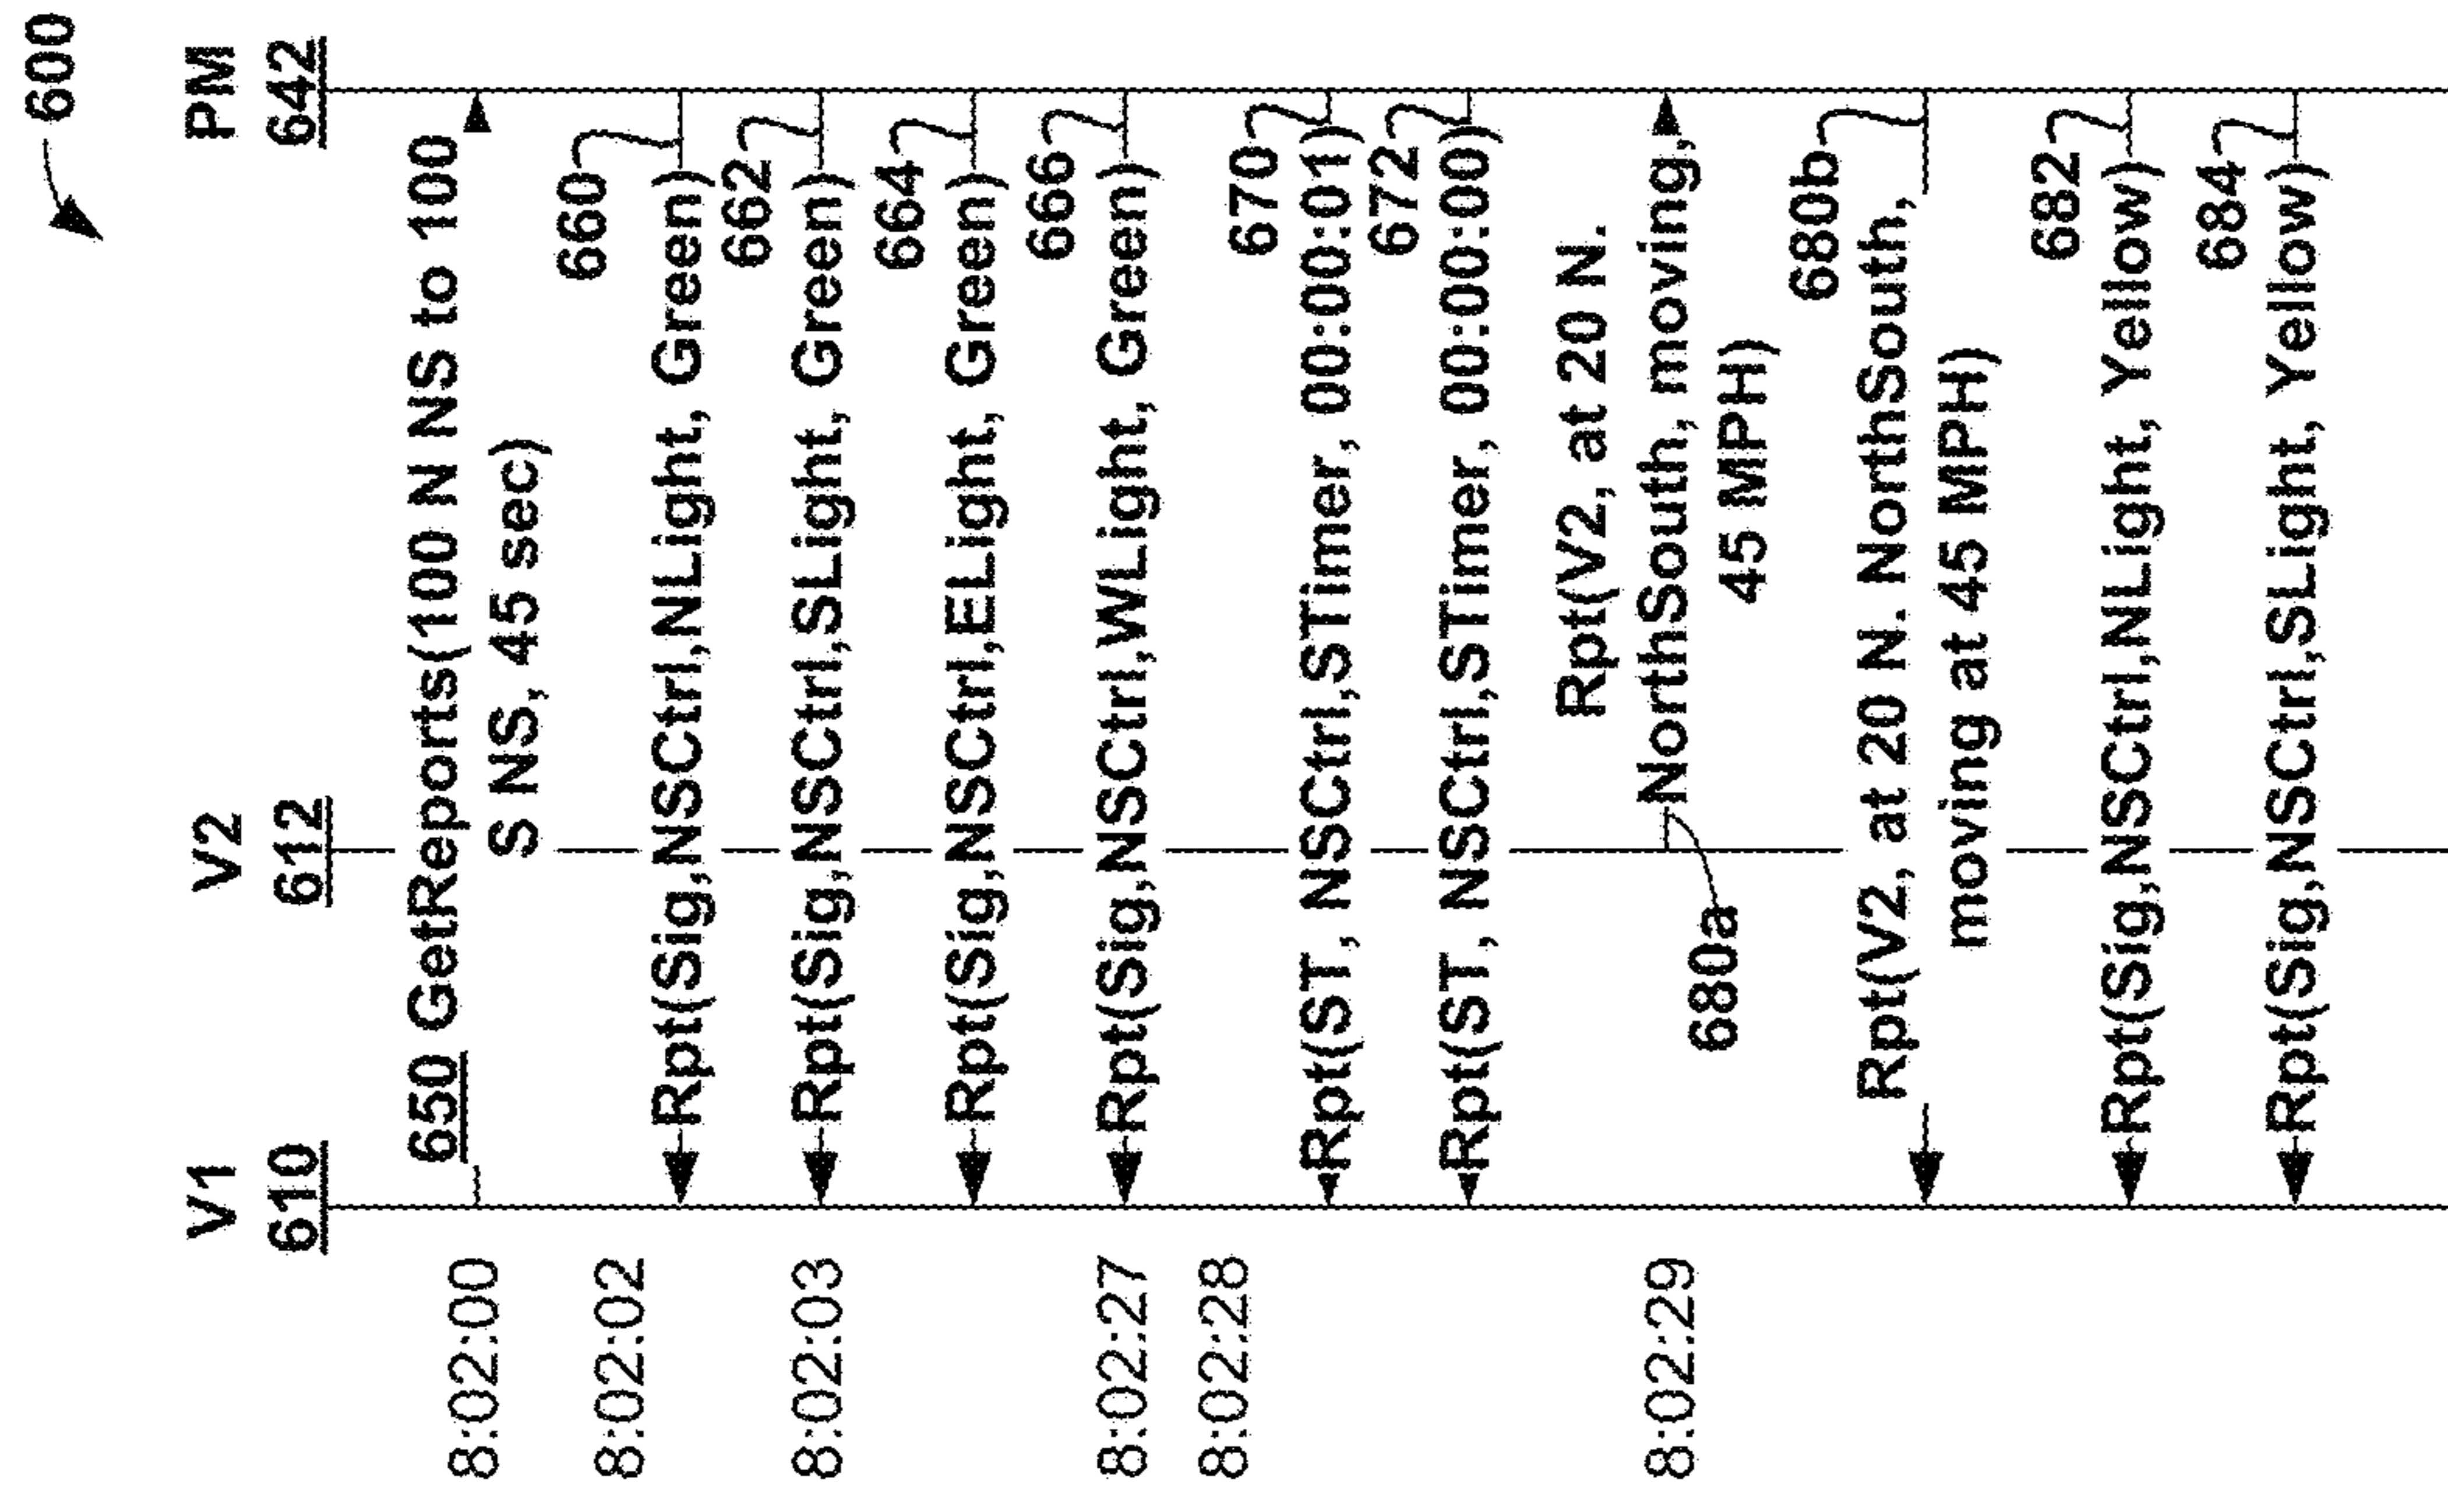 600
V1
610
V2
612
PM
642
8:02:00
650 GetReports(100 N NS to 100
S NS, 45 sec)
8:02:02
660
Rpt(Sig,NSCtrl,NLight, Green)
8:02:03
662
Rpt(Sig,NSCtrl,SLight, Green)
664
Rpt(Sig,NSCtrl,ELight, Green)
8:02:27
666
Rpt(Sig,NSCtrl,WLight, Green)
8:02:28
670
Rpt(ST, NSCtrl,STimer, 00:00:01)
672
Rpt(ST, NSCtrl,STimer, 00:00:00)
8:02:29
Rpt(V2, at 20 N.
NorthSouth, moving,
45 MPH)
680a
680b
Rpt(V2, at 20 N. NorthSouth,
moving at 45 MPH)
682
Rpt(Sig,NSCtrl,NLight, Yellow)
684
Rpt(Sig,NSCtrl,SLight, Yellow)